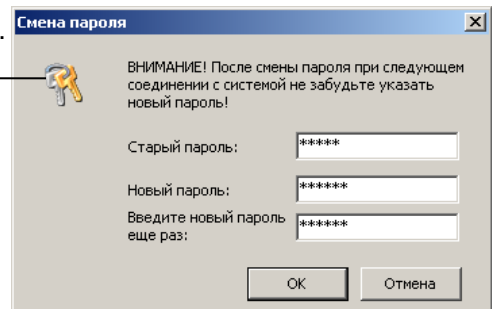 Смена пароля
ВНИМАНИЕ! После смены пароля при следующем
соединении с системой не забудьте указать
новый пароль!
Старый пароль: *****
Новый пароль: ******
Введите новый пароль
еще раз: ******
OK Отмена